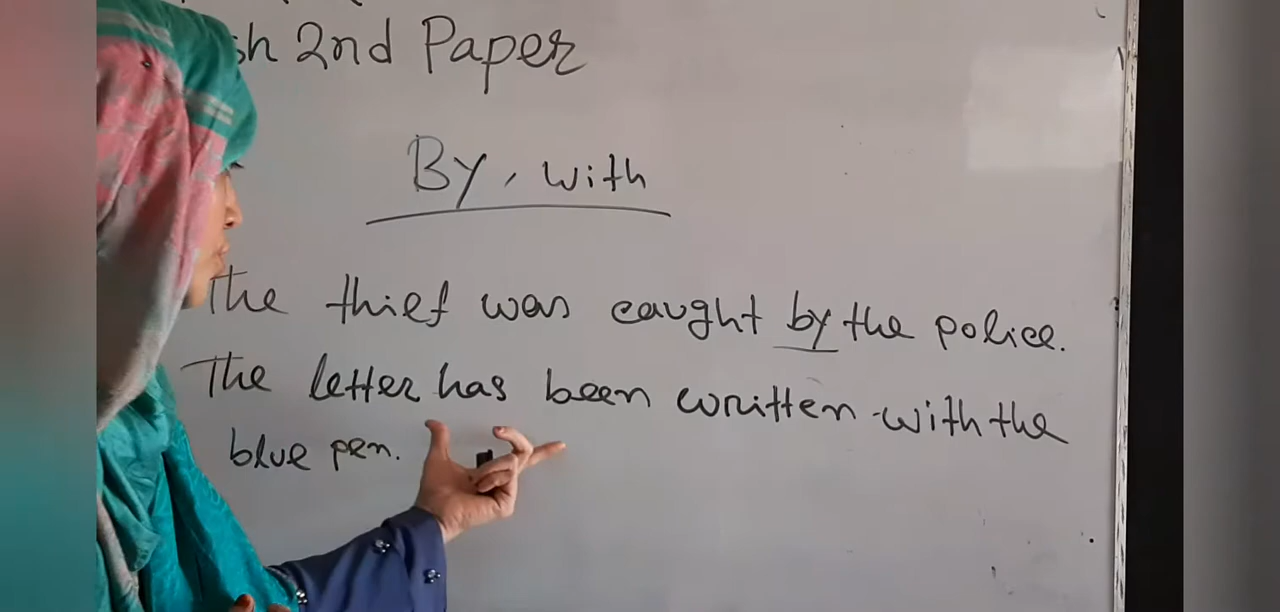 2nd Paper
By, with
The thief was caught by the police.
The letter has been written with the
blue pen.